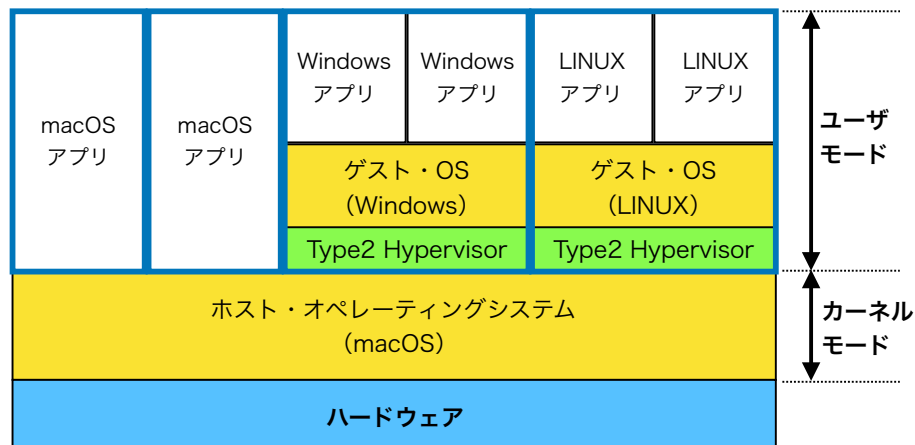 macOS
アプリ
macOS
アプリ
Windows
アプリ
Windows
アプリ
LINUX
アプリ
LINUX
アプリ
ゲスト・OS
（Windows）
ゲスト・OS
（LINUX）
Type2 Hypervisor
Type2 Hypervisor
ユーザ
モード
ホスト・オペレーティングシステム
（macOS）
カーネル
モード
ハードウェア